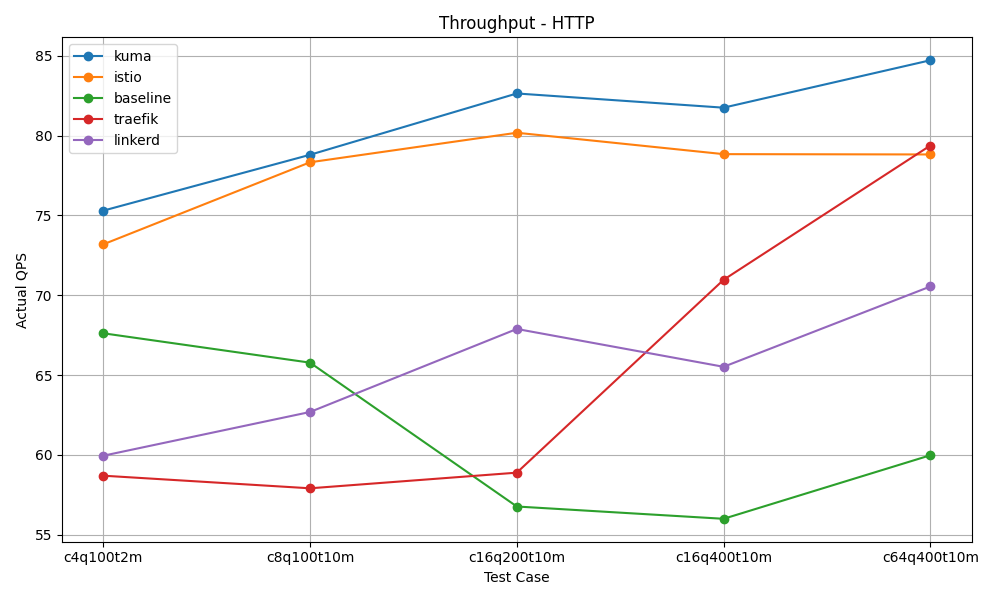 Throughput - HTTP
kuma
istio
baseline
traefik
linkerd
85
80
75
70
65
60
55
Actual QPS
c4q100t2m
c8q100t10m
c16q200t10m
c16q400t10m
c64q400t10m
Test Case